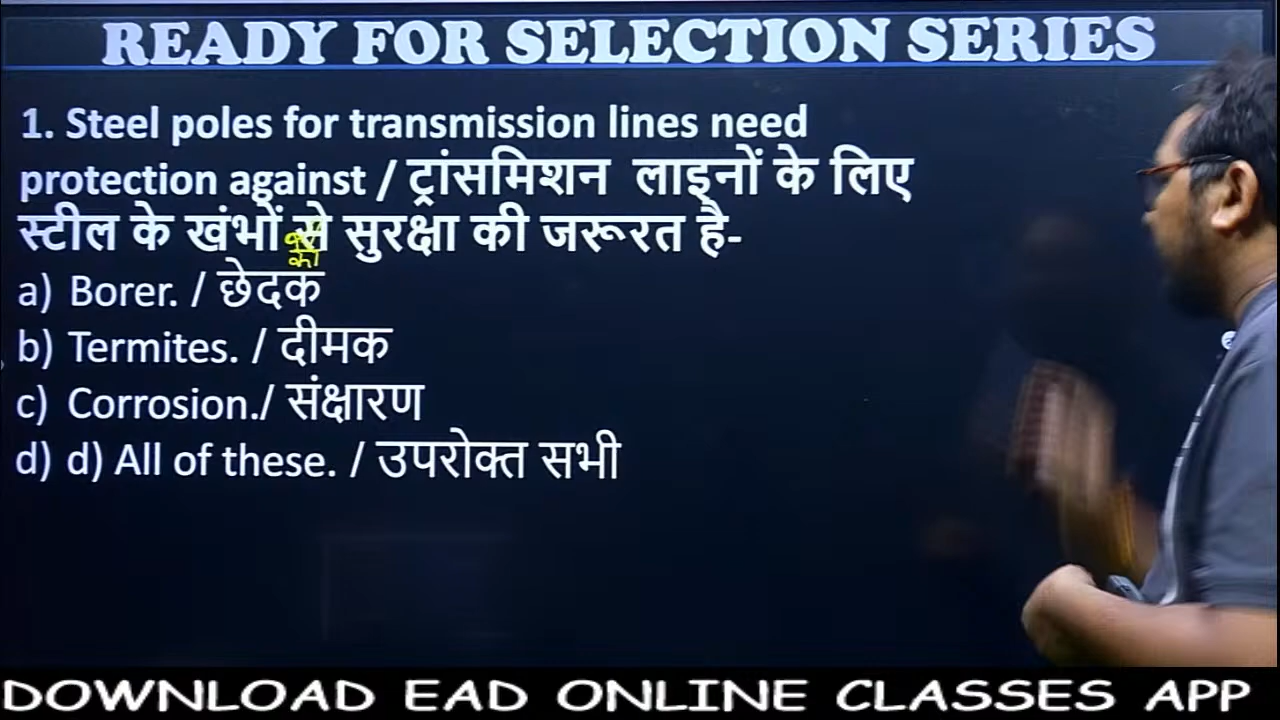 READY FOR SELECTION SERIES
1. Steel poles for transmission lines need
protection against / ट्रांसमिशन लाइनों के लिए
स्टील के खंभों से सुरक्षा की जरूरत है-
को
a) Borer. / छेदक
b) Termites. / दीमक
c) Corrosion./ संक्षारण
d) d) All of these. / उपरोक्त सभी
DOWNLOAD EAD ONLINE CLASSES APP